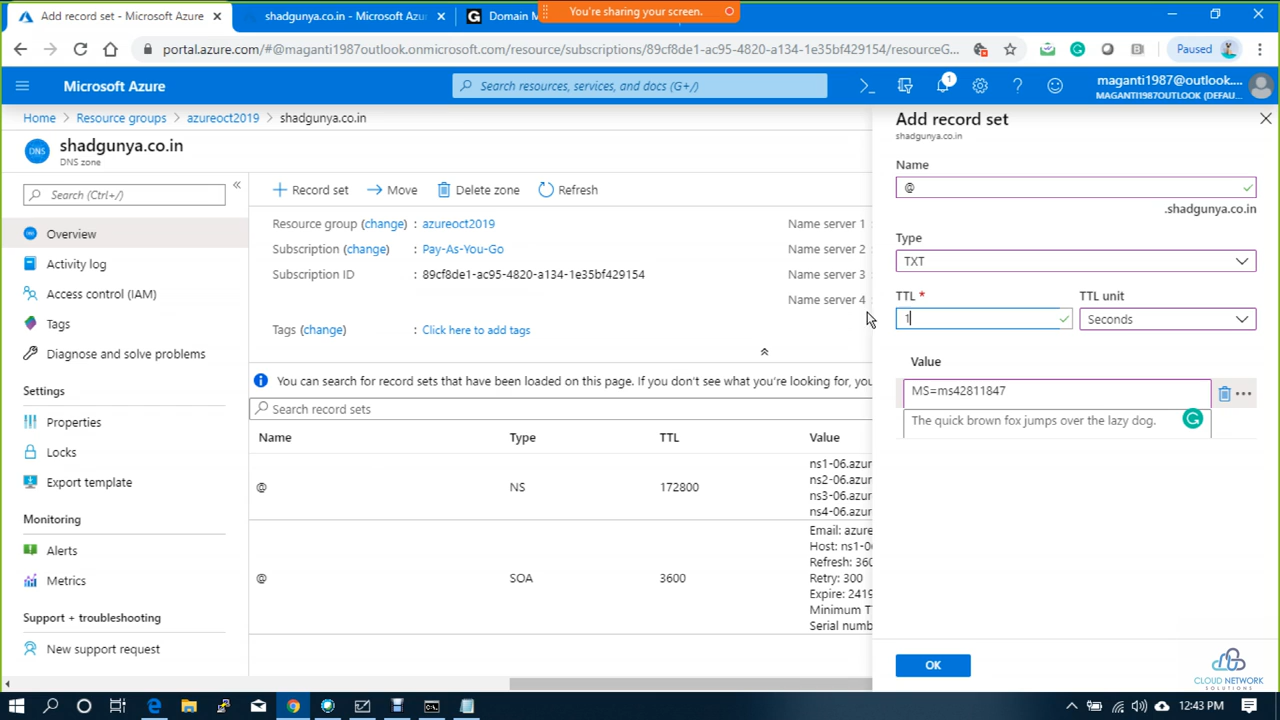 Add record set - Microsoft Azure
shadgunya.co.in - Microsoft Azu
Domain M
You're sharing your screen.
portal.azure.com/#@maganti1987outlook.onmicrosoft.com/resource/subscriptions/89cf8de1-ac95-4820-a134-1e35bf429154/resourceG...
Paused
Microsoft Azure
Search resources, services, and docs (G+/)
1
maganti1987@outlook....
MAGANTI1987OUTLOOK (DEFAU...
Home > Resource groups > azureoct2019 > shadgunya.co.in
shadgunya.co.in
DNS zone
DNS
Search (Ctrl+/)
Overview
Activity log
Access control (IAM)
Tags
Diagnose and solve problems
Settings
Properties
Locks
Export template
Monitoring
Alerts
Metrics
Support + troubleshooting
New support request
Record set
Move
Delete zone
Refresh
Resource group (change) : azureoct2019
Subscription (change) : Pay-As-You-Go
Subscription ID : 89cf8de1-ac95-4820-a134-1e35bf429154
Tags (change) : Click here to add tags
Name server 1
Name server 2
Name server 3
Name server 4
You can search for record sets that have been loaded on this page. If you don't see what you're looking for, you
Search record sets
Name Type TTL Value
@ NS 172800
ns1-06.azur
ns2-06.azur
ns3-06.azur
ns4-06.azur
@ SOA 3600
Email: azure
Host: ns1-0
Refresh: 360
Retry: 300
Expire: 2419
Minimum T
Serial numb
Add record set
shadgunya.co.in
Name
@
.shadgunya.co.in
Type
TXT
TTL *
TTL unit
1
Seconds
Value
MS=ms42811847
The quick brown fox jumps over the lazy dog.
OK
CLOUD NETWORK
SOLUTIONS
12:43 PM